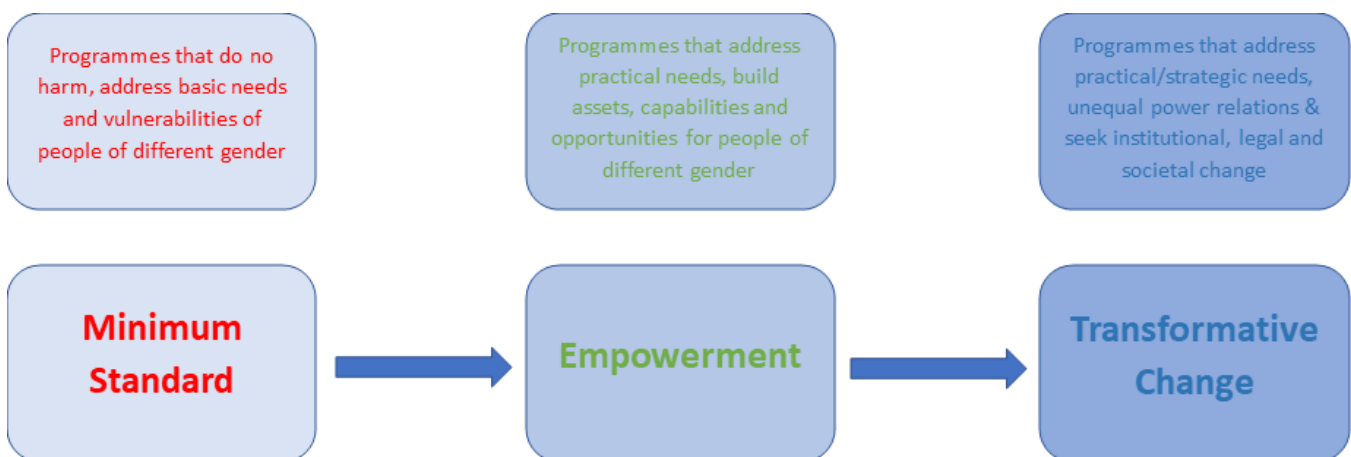 Programmes that do no
harm, address basic needs
and vulnerabilities of
people of different gender
Programmes that address
practical needs, build
assets, capabilities and
opportunities for people of
different gender
Programmes that address
practical/strategic needs,
unequal power relations &
seek institutional, legal and
societal change
Minimum
Standard
Empowerment
Transformative
Change